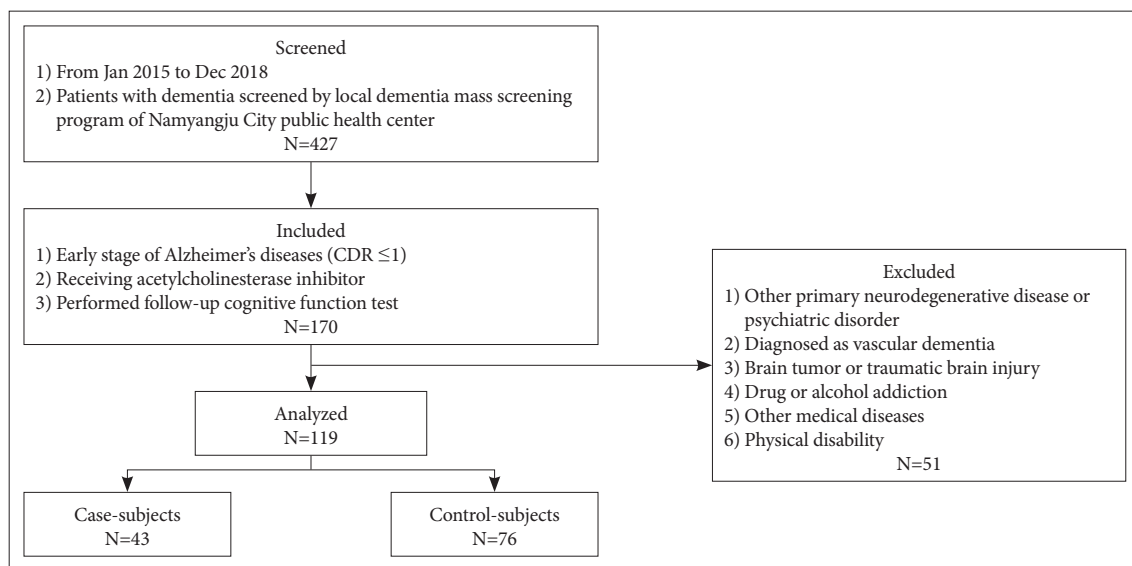 Screened
1) From Jan 2015 to Dec 2018
2) Patients with dementia screened by local dementia mass screening
program of Namyangju City public health center
N=427
Included
1) Early stage of Alzheimer's diseases (CDR ≤1)
2) Receiving acetylcholinesterase inhibitor
3) Performed follow-up cognitive function test
N=170
Excluded
1) Other primary neurodegenerative disease or
psychiatric disorder
2) Diagnosed as vascular dementia
3) Brain tumor or traumatic brain injury
4) Drug or alcohol addiction
5) Other medical diseases
6) Physical disability
N=51
Analyzed
N=119
Case-subjects
N=43
Control-subjects
N=76